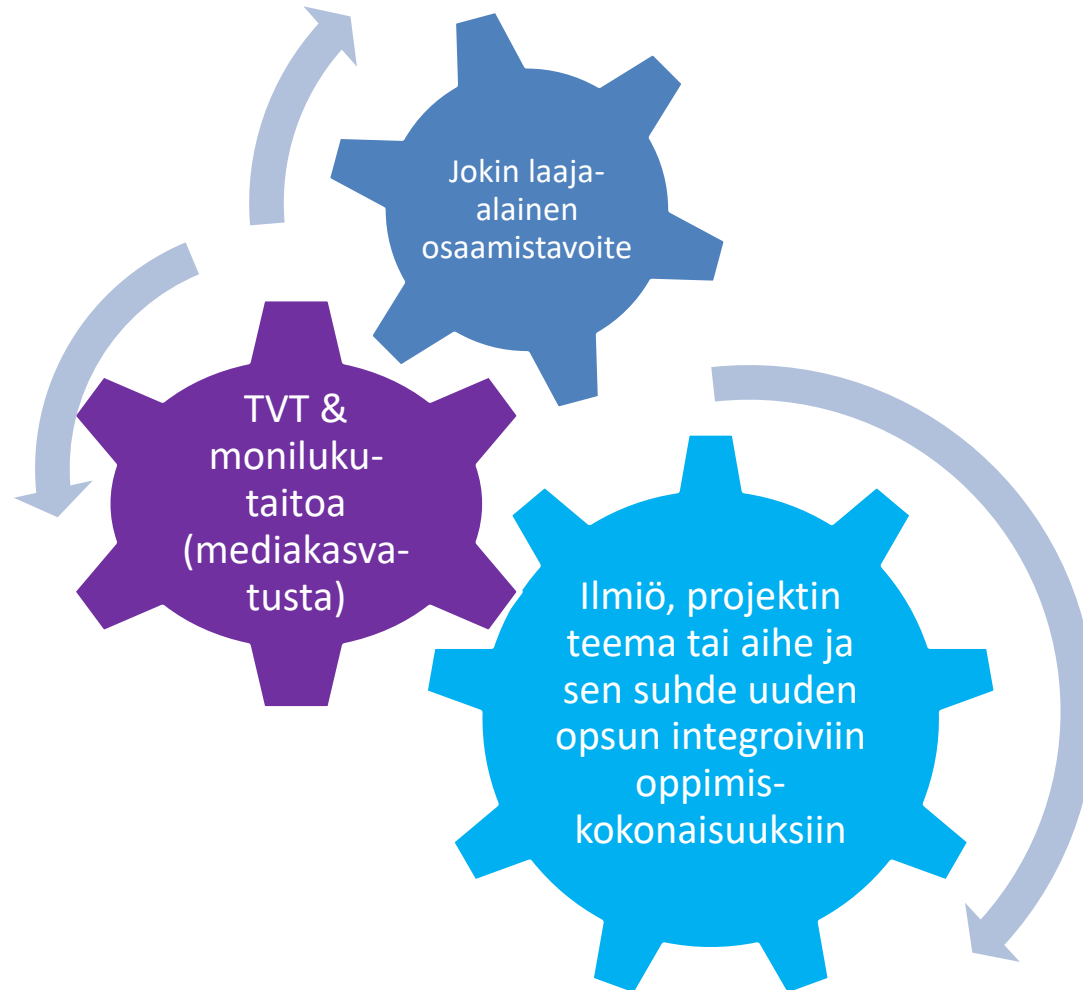 Jokin laaja-
alainen
osaamistavoite
TVT &
moniluku-
taitoa
(mediakasva-
tusta)
Ilmiö, projektin
teema tai aihe ja
sen suhde uuden
opsun integroiviin
oppimis-
kokonaisuuksiin